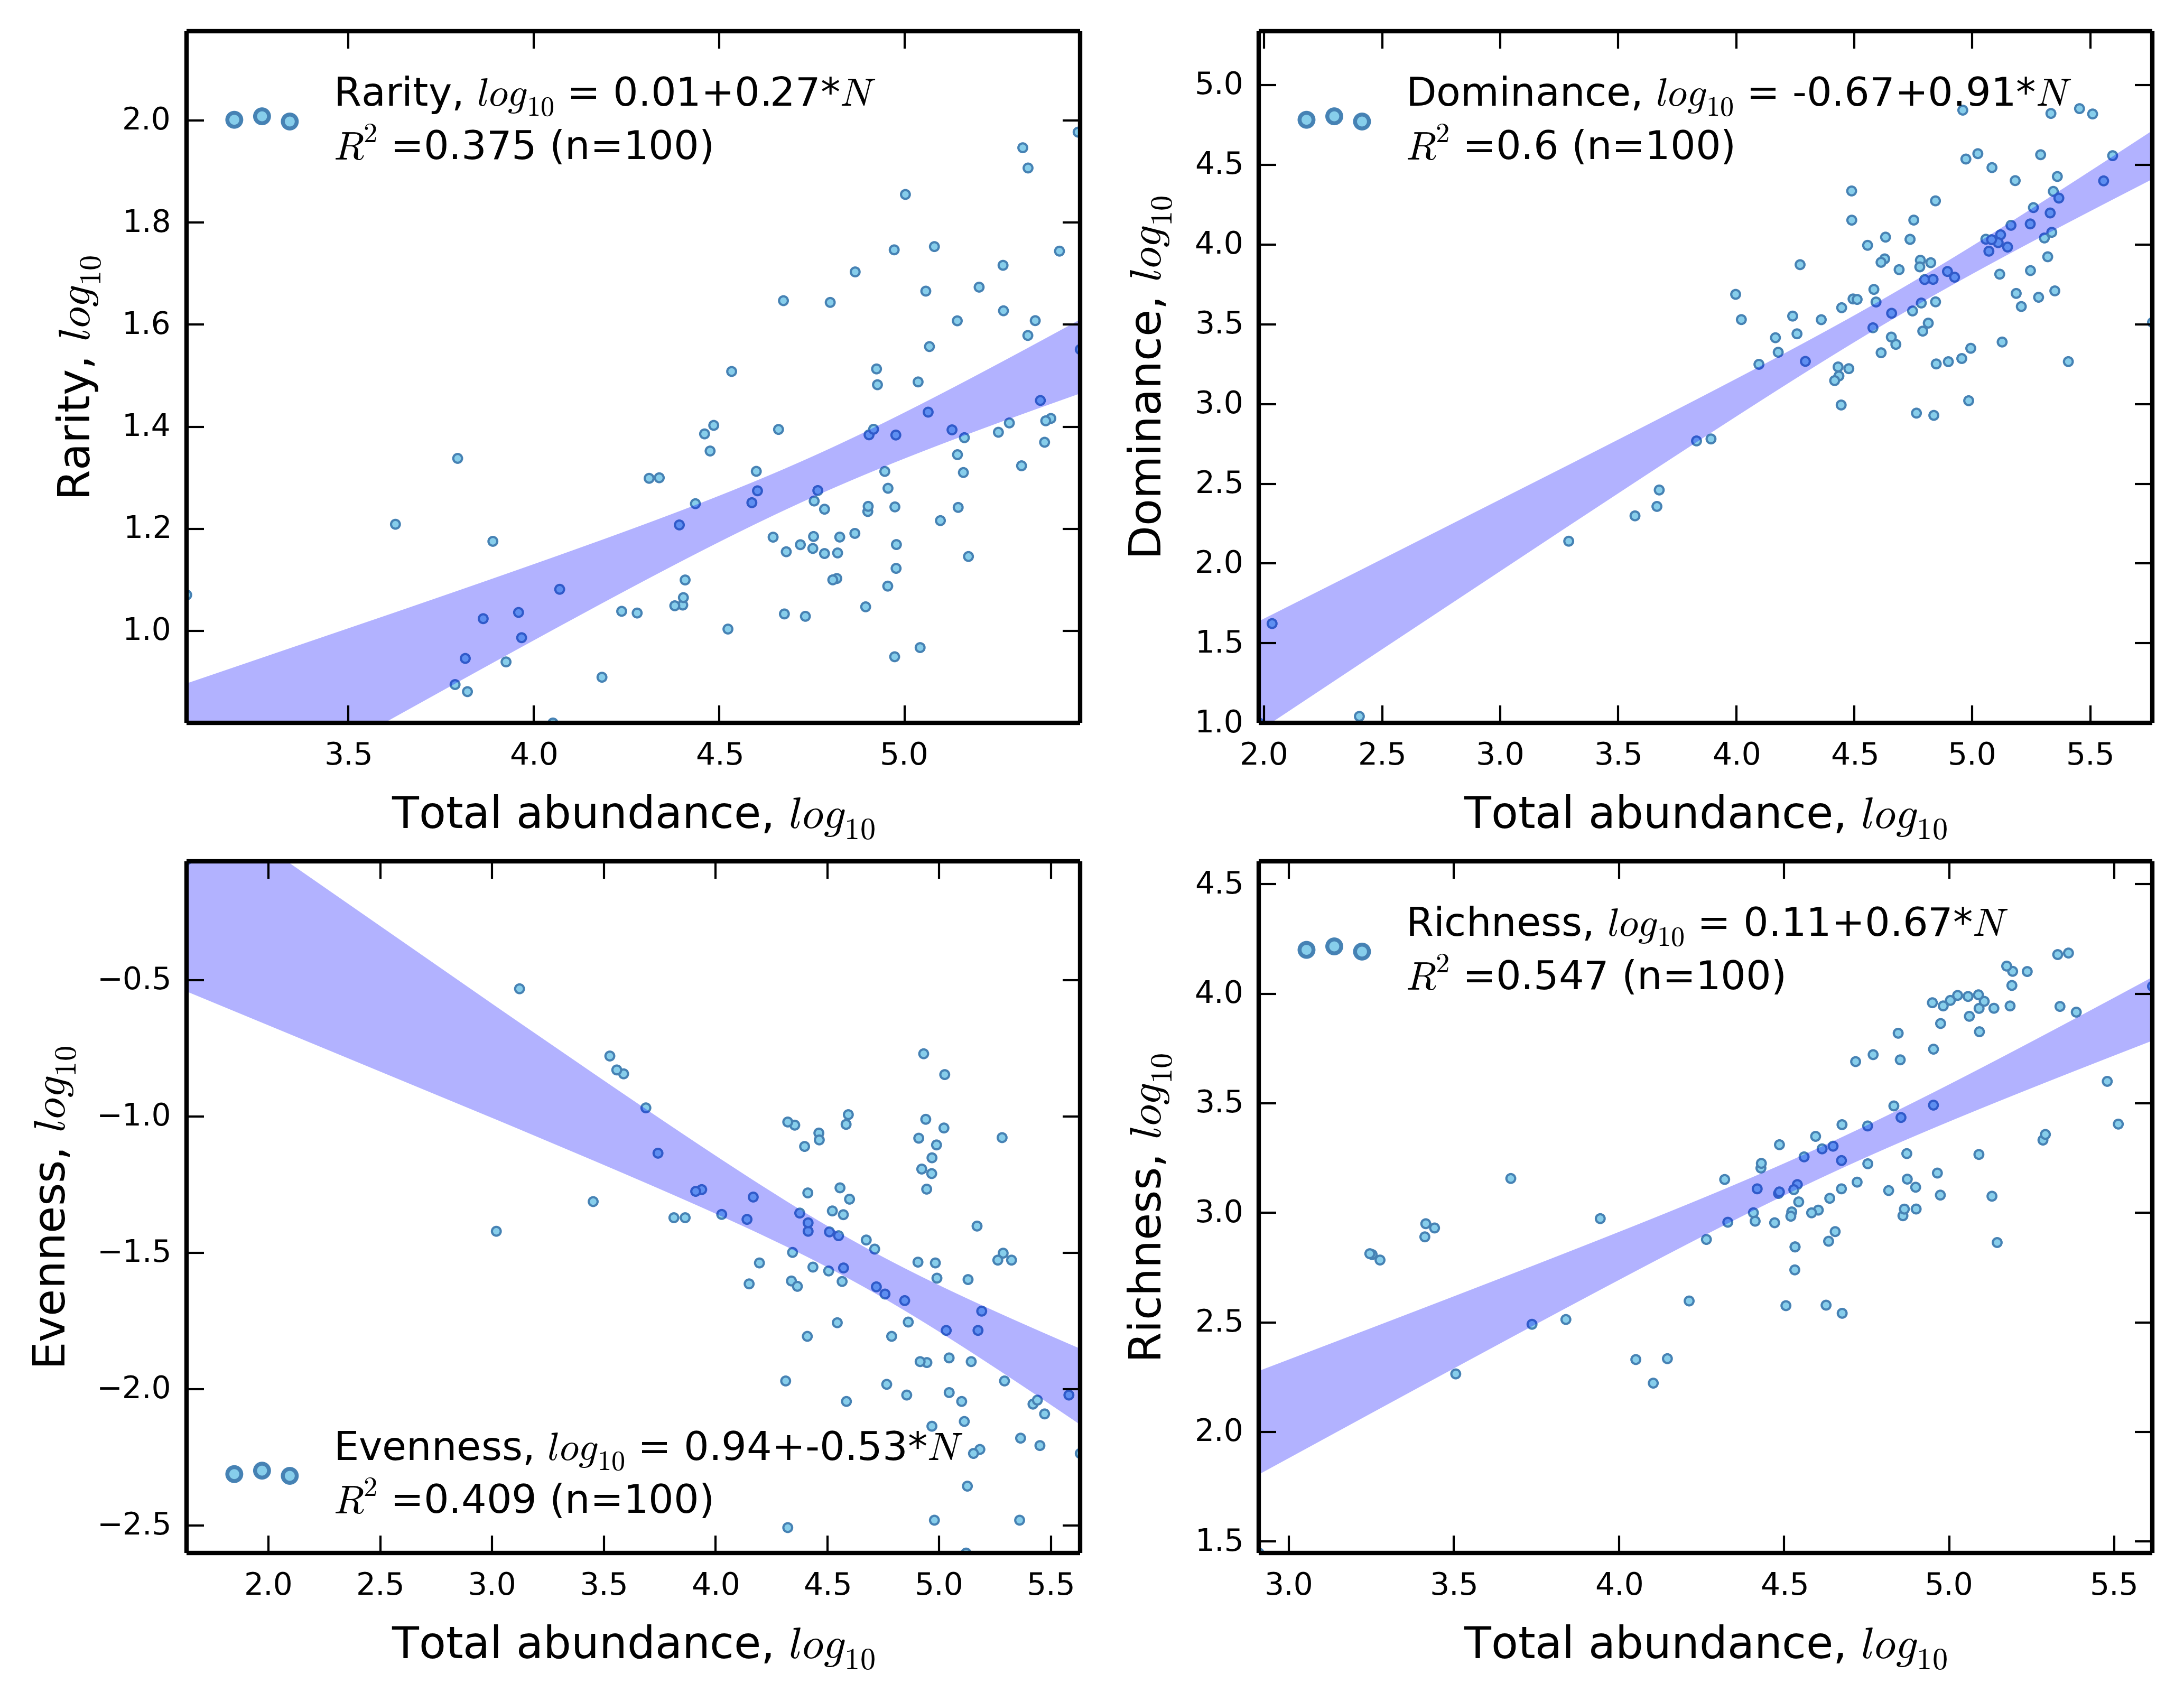 Rarity, log10 = 0.01+0.27*N
R2 =0.375 (n=100)
2.0
1.8
1.6
1.4
1.2
1.0
Rarity, log10
3.5 4.0 4.5 5.0
Total abundance, log10
Dominance, log10 = -0.67+0.91*N
R2 =0.6 (n=100)
5.0
4.5
4.0
3.5
3.0
2.5
2.0
1.5
1.0
Dominance, log10
2.0 2.5 3.0 3.5 4.0 4.5 5.0 5.5
Total abundance, log10
−0.5
−1.0
−1.5
−2.0
−2.5
Evenness, log10
Evenness, log10 = 0.94+-0.53*N
R2 =0.409 (n=100)
2.0 2.5 3.0 3.5 4.0 4.5 5.0 5.5
Total abundance, log10
Richness, log10 = 0.11+0.67*N
R2 =0.547 (n=100)
4.5
4.0
3.5
3.0
2.5
2.0
1.5
Richness, log10
3.0 3.5 4.0 4.5 5.0 5.5
Total abundance, log10